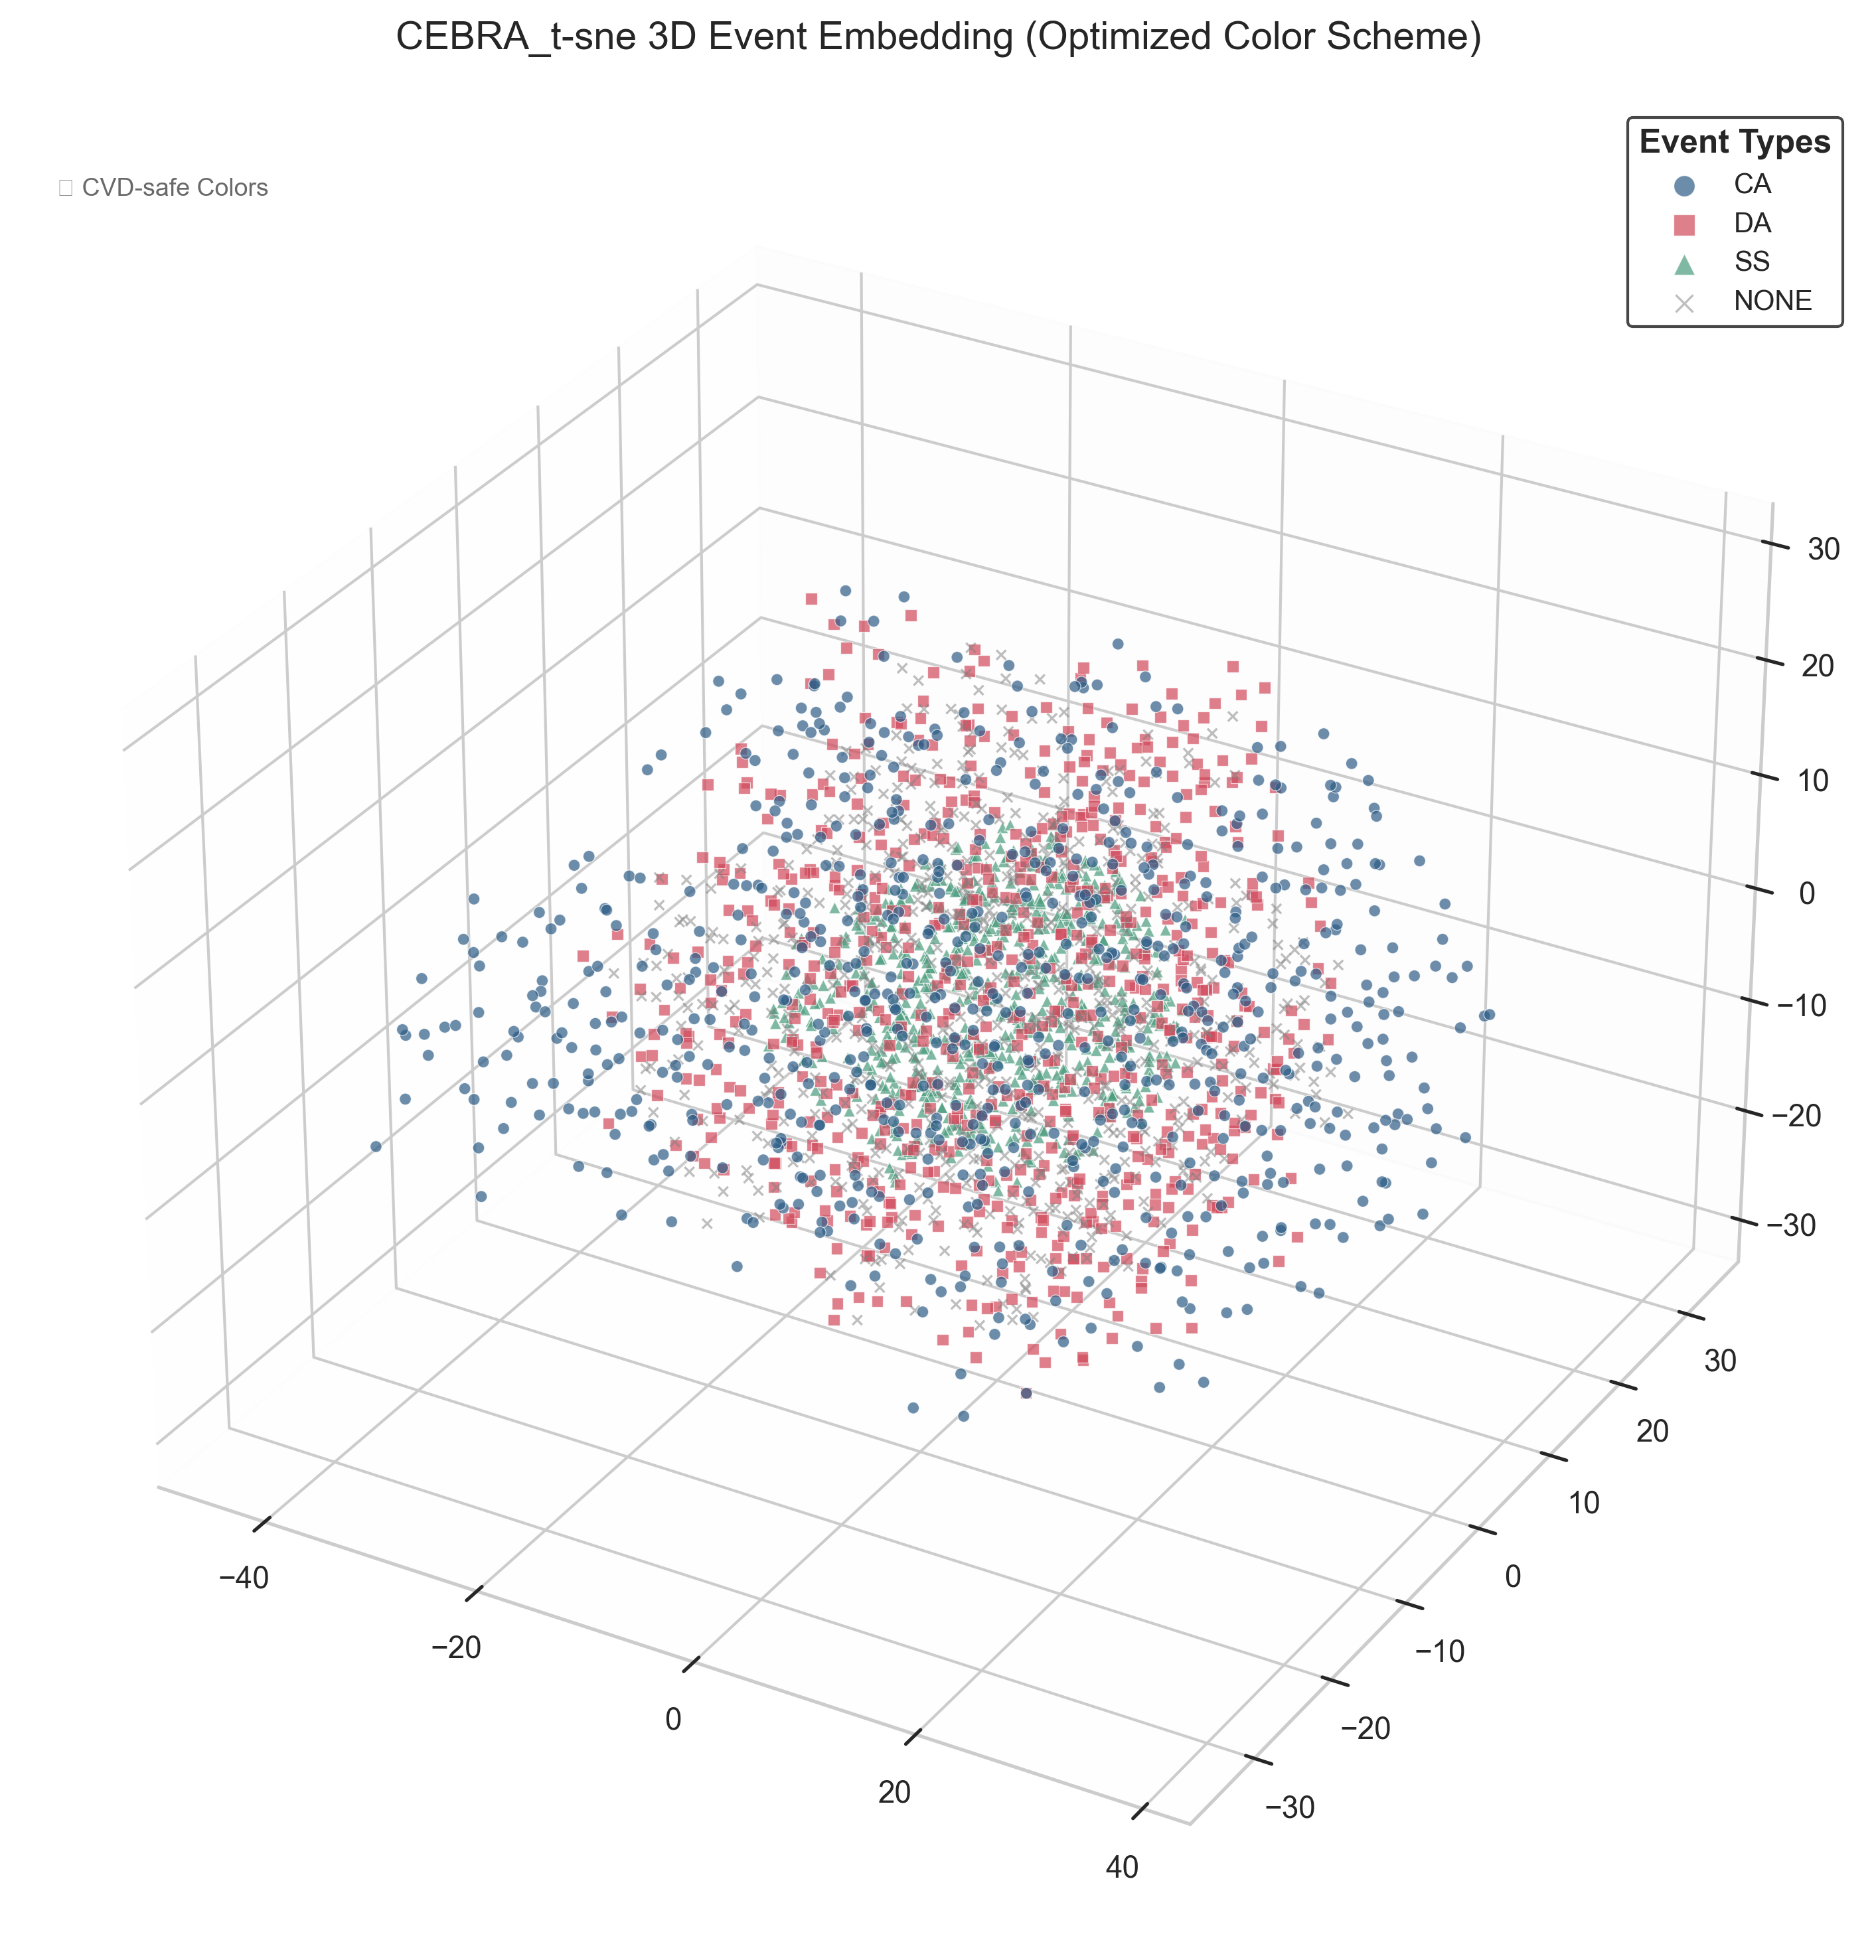 CEBRA_t-sne 3D Event Embedding (Optimized Color Scheme)
Event Types
CA
DA
SS
NONE
CVD-safe Colors
30
20
10
0
−10
−20
−30
30
20
10
0
−10
−20
−30
−40
−20
0
20
40